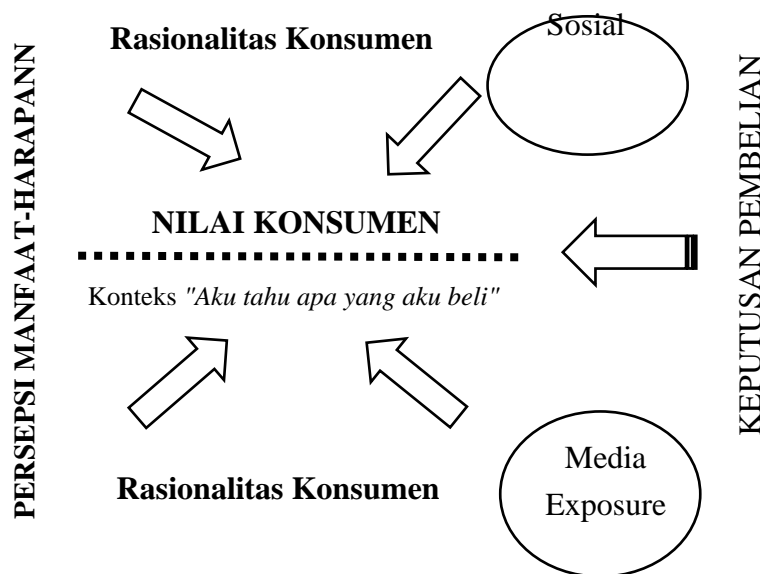 PERSEPSI MANFAAT-HARAPANN
Rasionalitas Konsumen
Sosial
NILAI KONSUMEN
Konteks "Aku tahu apa yang aku beli"
Rasionalitas Konsumen
Media
Exposure
KEPUTUSAN PEMBELIAN